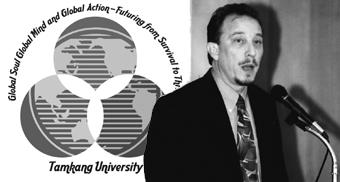 Global Soul Global Mind and Global Action-Futuring from Survival to
Tamkang University